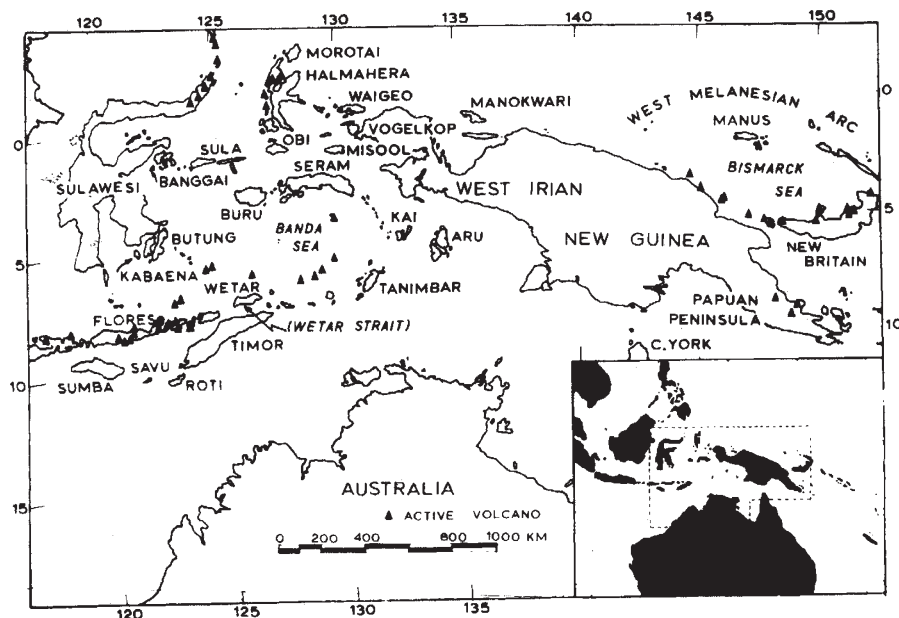 120 125 130 140 145 150
MOROTAI
HALMAHERA
WAIGEO
MANOKWARI
WEST MELANESIAN ARC
MANUS
0
0
VOGELKOP
OBI
MISOOL
SULA
SERAM
BISMARCK
SEA
BANGGAI
SULAWESI
WEST IRIAN
BURU
BANDA
SEA
KAI
ARU
BUTUNG
NEW GUINEA
5
5
NEW
BRITAIN
KABAENA
WETAR
TANIMBAR
PAPUAN
PENINSULA
FLORES
(WETAR STRAIT)
10
TIMOR
C.YORK
SAVU
10
SUMBA
ROTI
AUSTRALIA
15
ACTIVE VOLCANO
0 200 400 600 800 1000 KM
120 125 130 135